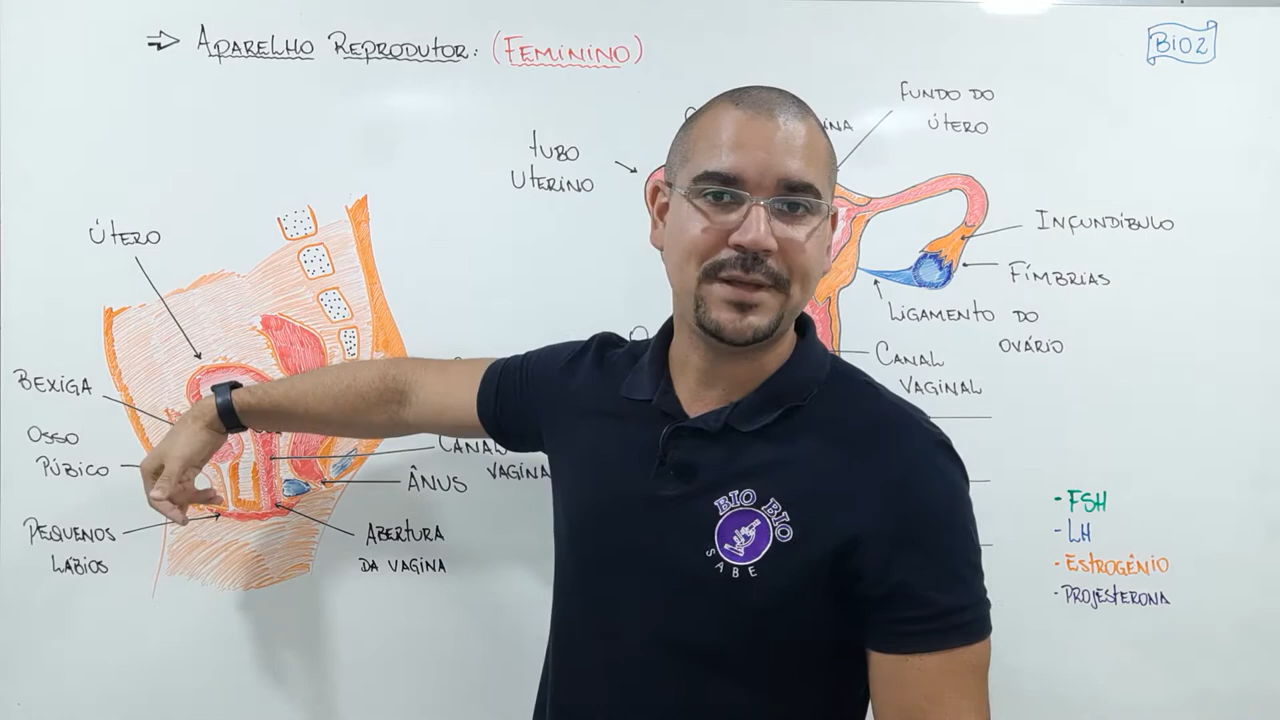 ⇒ APARELHO REPRODUTOR: (FEMININO)
BIO2
FUNDO DO
ÚTERO
TUBO
UTERINO
ÚTERO
INFUNDÍBULO
FÍMBRIAS
LIGAMENTO DO
OVÁRIO
CANAL
VAGINAL
BEXIGA
OSSO
PÚBICO
CANAL
VAGINA
ÂNUS
PEQUENOS
LÁBIOS
ABERTURA
DA VAGINA
BIO BIO
SABE
- FSH
- LH
- ESTROGÊNIO
- PROJESTERONA